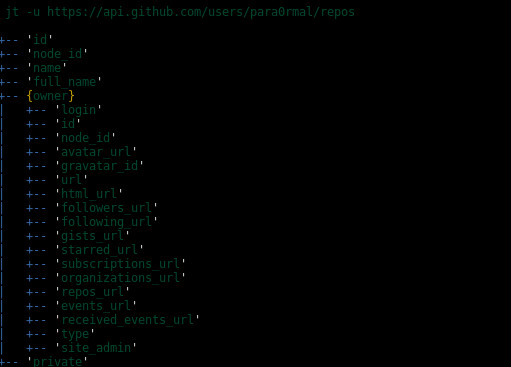 jt -u https://api.github.com/users/para0rmal/repos
+-- 'id'
+-- 'node_id'
+-- 'name'
+-- 'full_name'
+-- {owner}
|   +-- 'login'
|   +-- 'id'
|   +-- 'node_id'
|   +-- 'avatar_url'
|   +-- 'gravatar_id'
|   +-- 'url'
|   +-- 'html_url'
|   +-- 'followers_url'
|   +-- 'following_url'
|   +-- 'gists_url'
|   +-- 'starred_url'
|   +-- 'subscriptions_url'
|   +-- 'organizations_url'
|   +-- 'repos_url'
|   +-- 'events_url'
|   +-- 'received_events_url'
|   +-- 'type'
|   +-- 'site_admin'
+-- 'private'